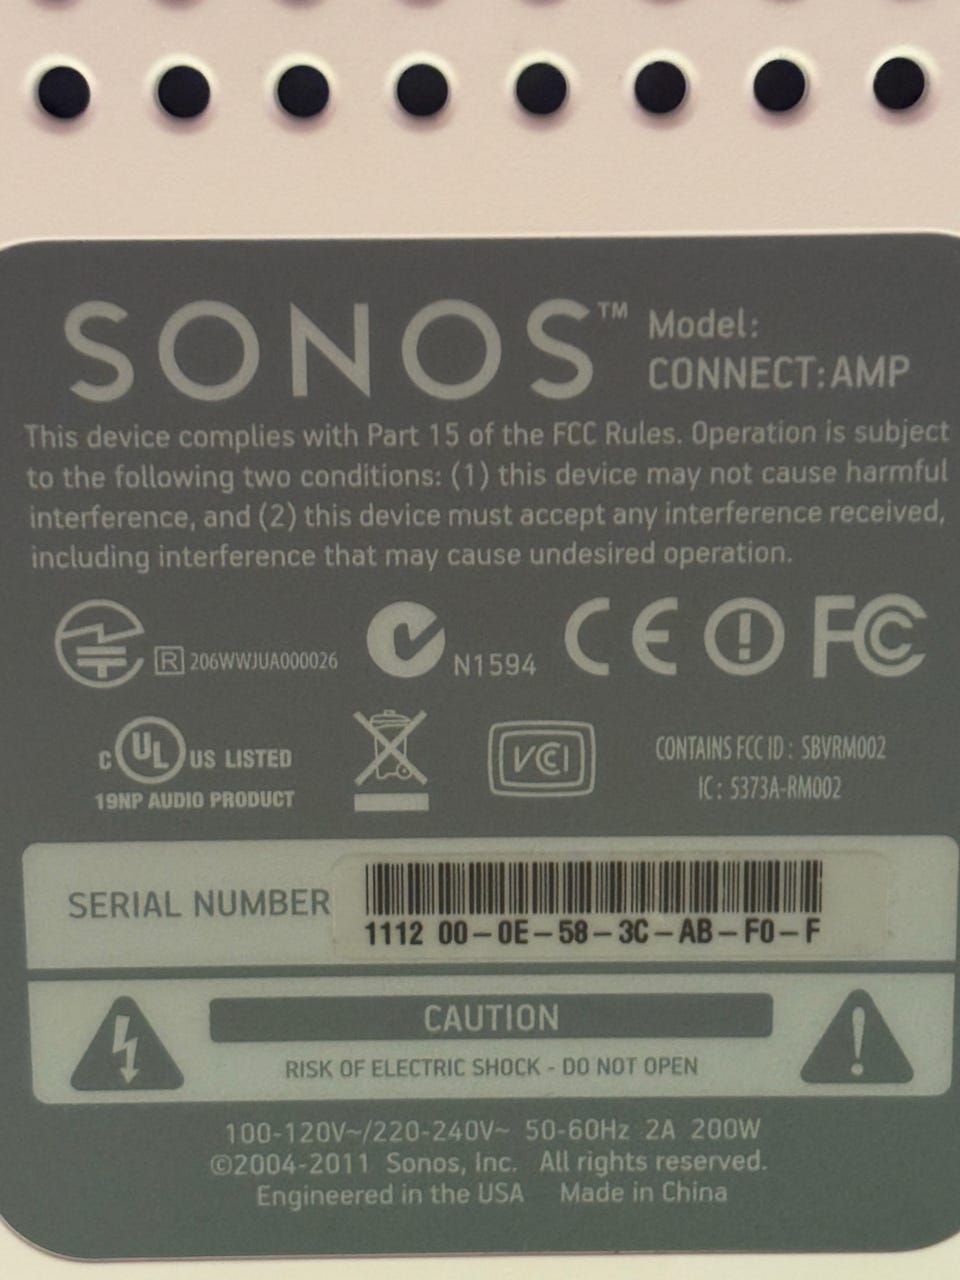 SONOS™ Model:
CONNECT:AMP
This device complies with Part 15 of the FCC Rules. Operation is subject
to the following two conditions: (1) this device may not cause harmful
interference, and (2) this device must accept any interference received,
including interference that may cause undesired operation.
R 206WWJUA000026 N1594 CE FC
C UL US LISTED VCI CONTAINS FCC ID : SBVRM002
19NP AUDIO PRODUCT IC : 5373A-RM002
SERIAL NUMBER 1112 00-0E-58-3C-AB-F0-F
CAUTION
RISK OF ELECTRIC SHOCK - DO NOT OPEN
100-120V~/220-240V~ 50-60Hz 2A 200W
©2004-2011 Sonos, Inc. All rights reserved.
Engineered in the USA Made in China